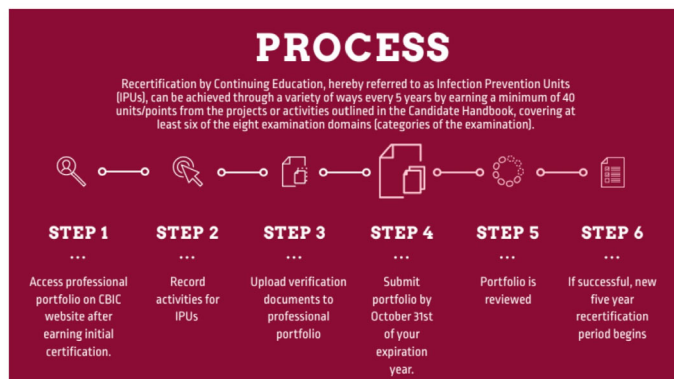 PROCESS
Recertification by Continuing Education, hereby referred to as Infection Prevention Units
(IPUs), can be achieved through a variety of ways every 5 years by earning a minimum of 40
units/points from the projects or activities outlined in the Candidate Handbook, covering at
least six of the eight examination domains (categories of the examination).
STEP 1
...
Access professional
portfolio on CBIC
website after
earning initial
certification.
STEP 2
...
Record
activities for
IPUs
STEP 3
...
Upload verification
documents to
professional
portfolio
STEP 4
...
Submit
portfolio by
October 31st
of your
expiration
year.
STEP 5
...
Portfolio is
reviewed
STEP 6
...
If successful, new
five year
recertification
period begins